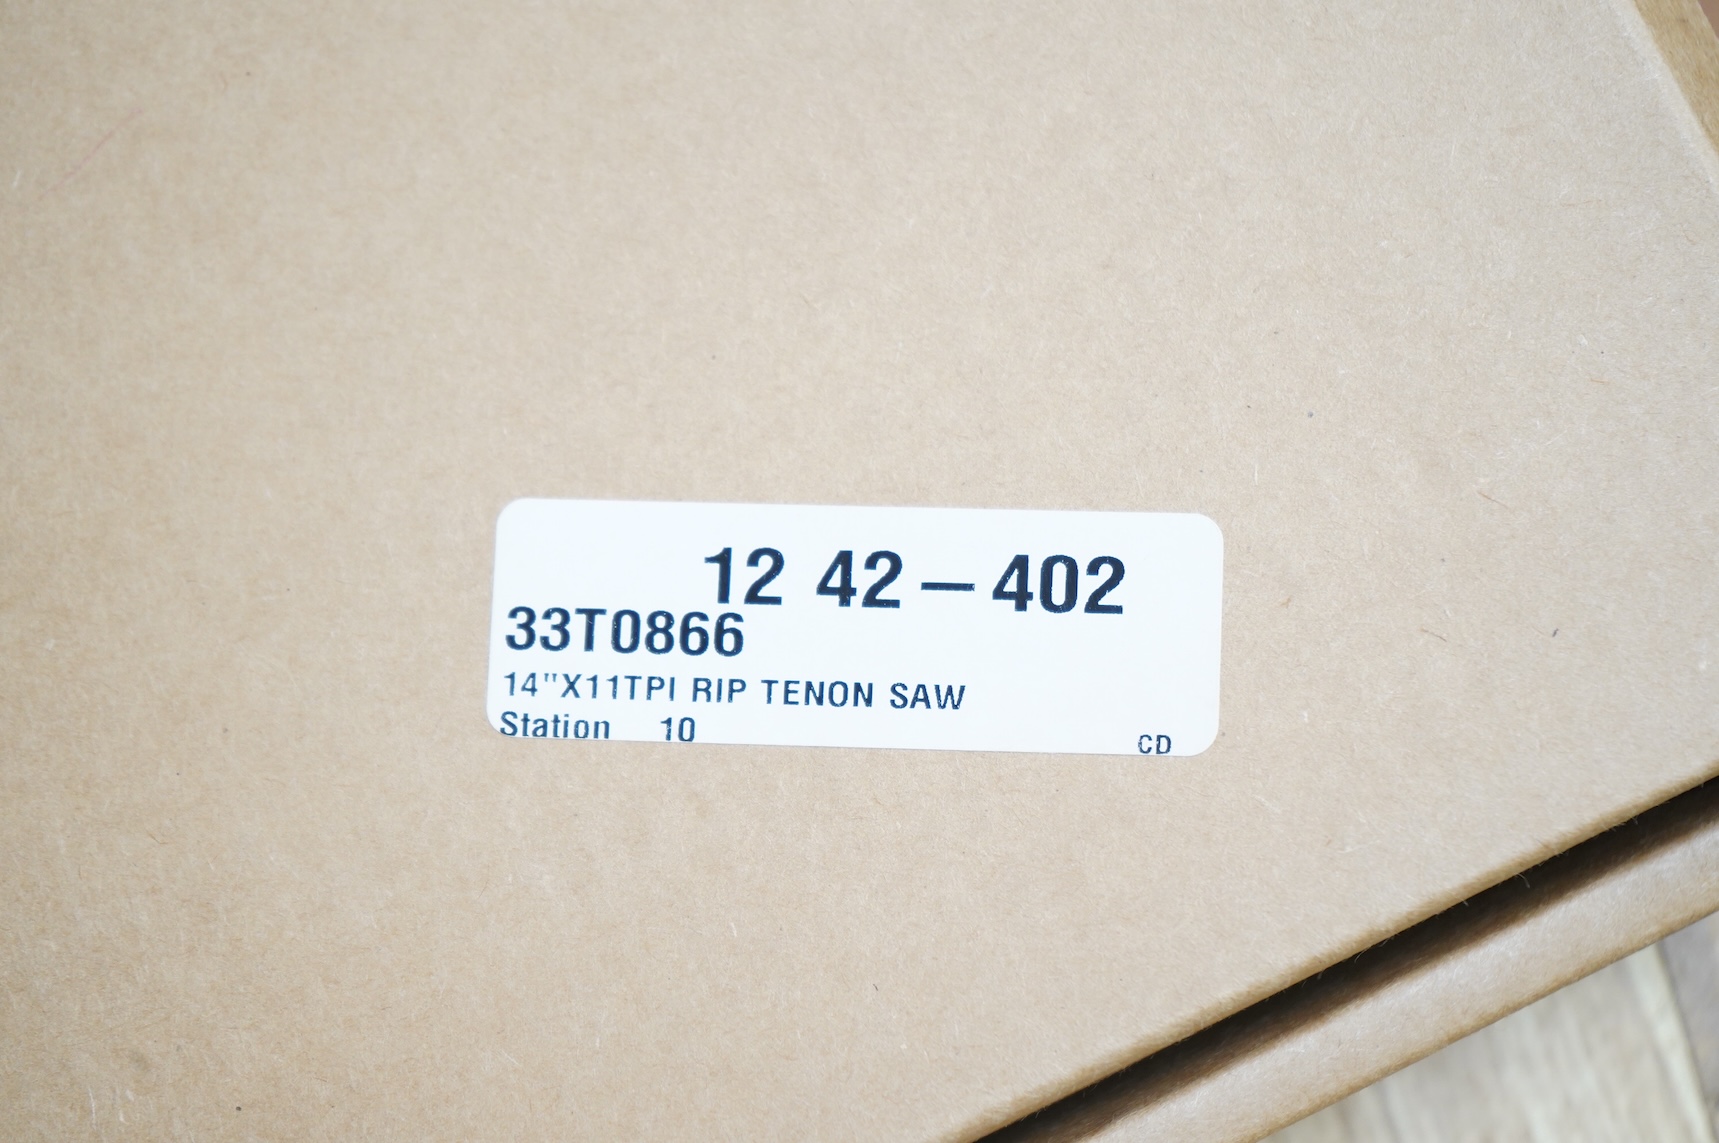 12 42 — 402
33T0866
14"X11TPI RIP TENON SAW
Station 10 CD